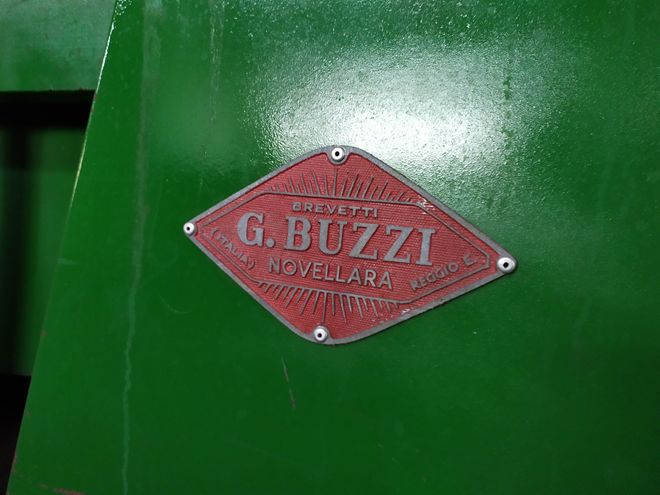 BREVETTI
G. BUZZI
NOVELLARA
(ITALIA)
REGGIO E.